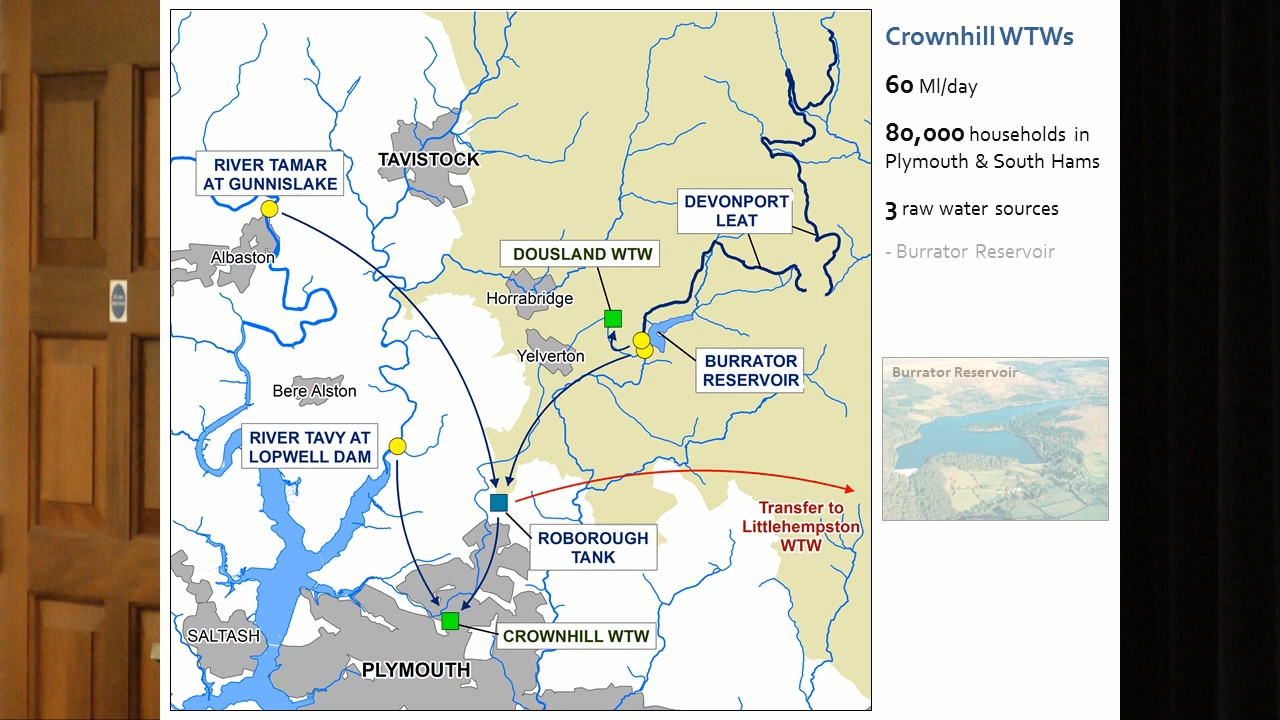 Crownhill WTWs
60 Ml/day
80,000 households in
Plymouth & South Hams
3 raw water sources
- Burrator Reservoir
Burrator Reservoir
RIVER TAMAR
AT GUNNISLAKE
TAVISTOCK
DEVONPORT
LEAT
Albaston
DOUSLAND WTW
Horrabridge
Yelverton
BURRATOR
RESERVOIR
Bere Alston
RIVER TAVY AT
LOPWELL DAM
Transfer to
Littlehempston
WTW
ROBOROUGH
TANK
SALTASH
CROWNHILL WTW
PLYMOUTH